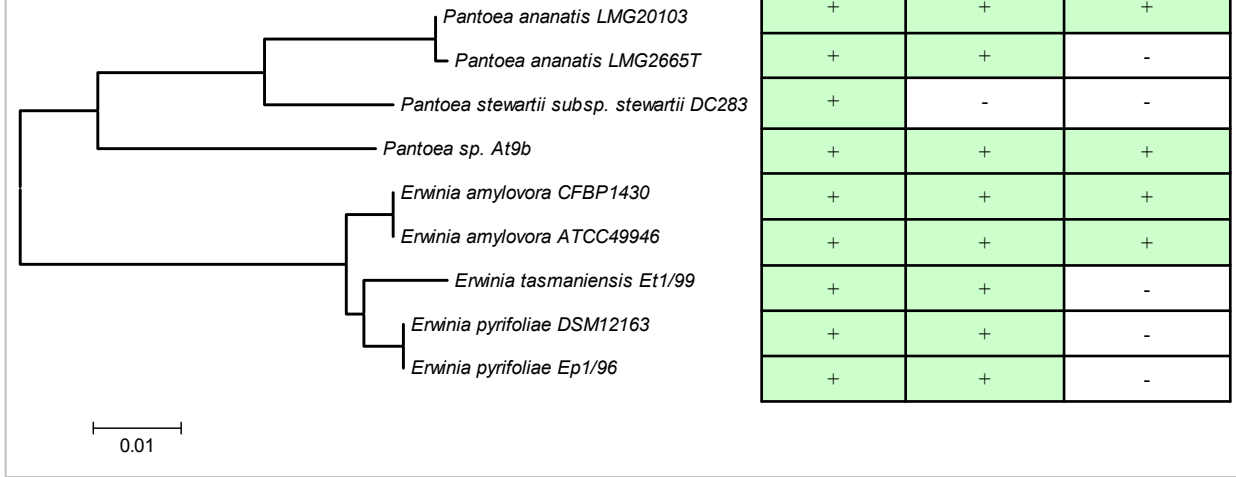 Pantoea ananatis LMG20103 + + +
Pantoea ananatis LMG2665T + + -
Pantoea stewartii subsp. stewartii DC283 + - -
Pantoea sp. At9b + + +
Erwinia amylovora CFBP1430 + + +
Erwinia amylovora ATCC49946 + + +
Erwinia tasmaniensis Et1/99 + + -
Erwinia pyrifoliae DSM12163 + + -
Erwinia pyrifoliae Ep1/96 + + -
0.01